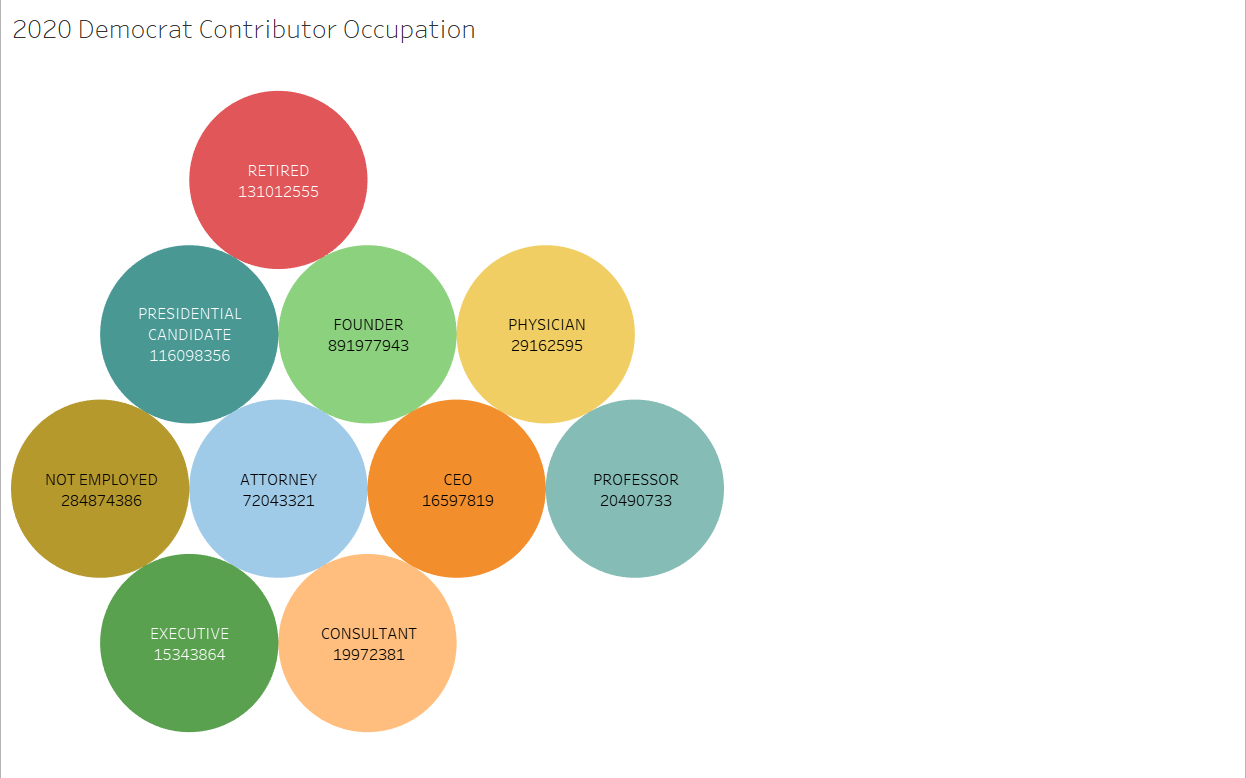 2020 Democrat Contributor Occupation
RETIRED
131012555
PRESIDENTIAL
CANDIDATE
116098356
FOUNDER
891977943
PHYSICIAN
29162595
NOT EMPLOYED
284874386
ATTORNEY
72043321
CEO
16597819
PROFESSOR
20490733
EXECUTIVE
15343864
CONSULTANT
19972381